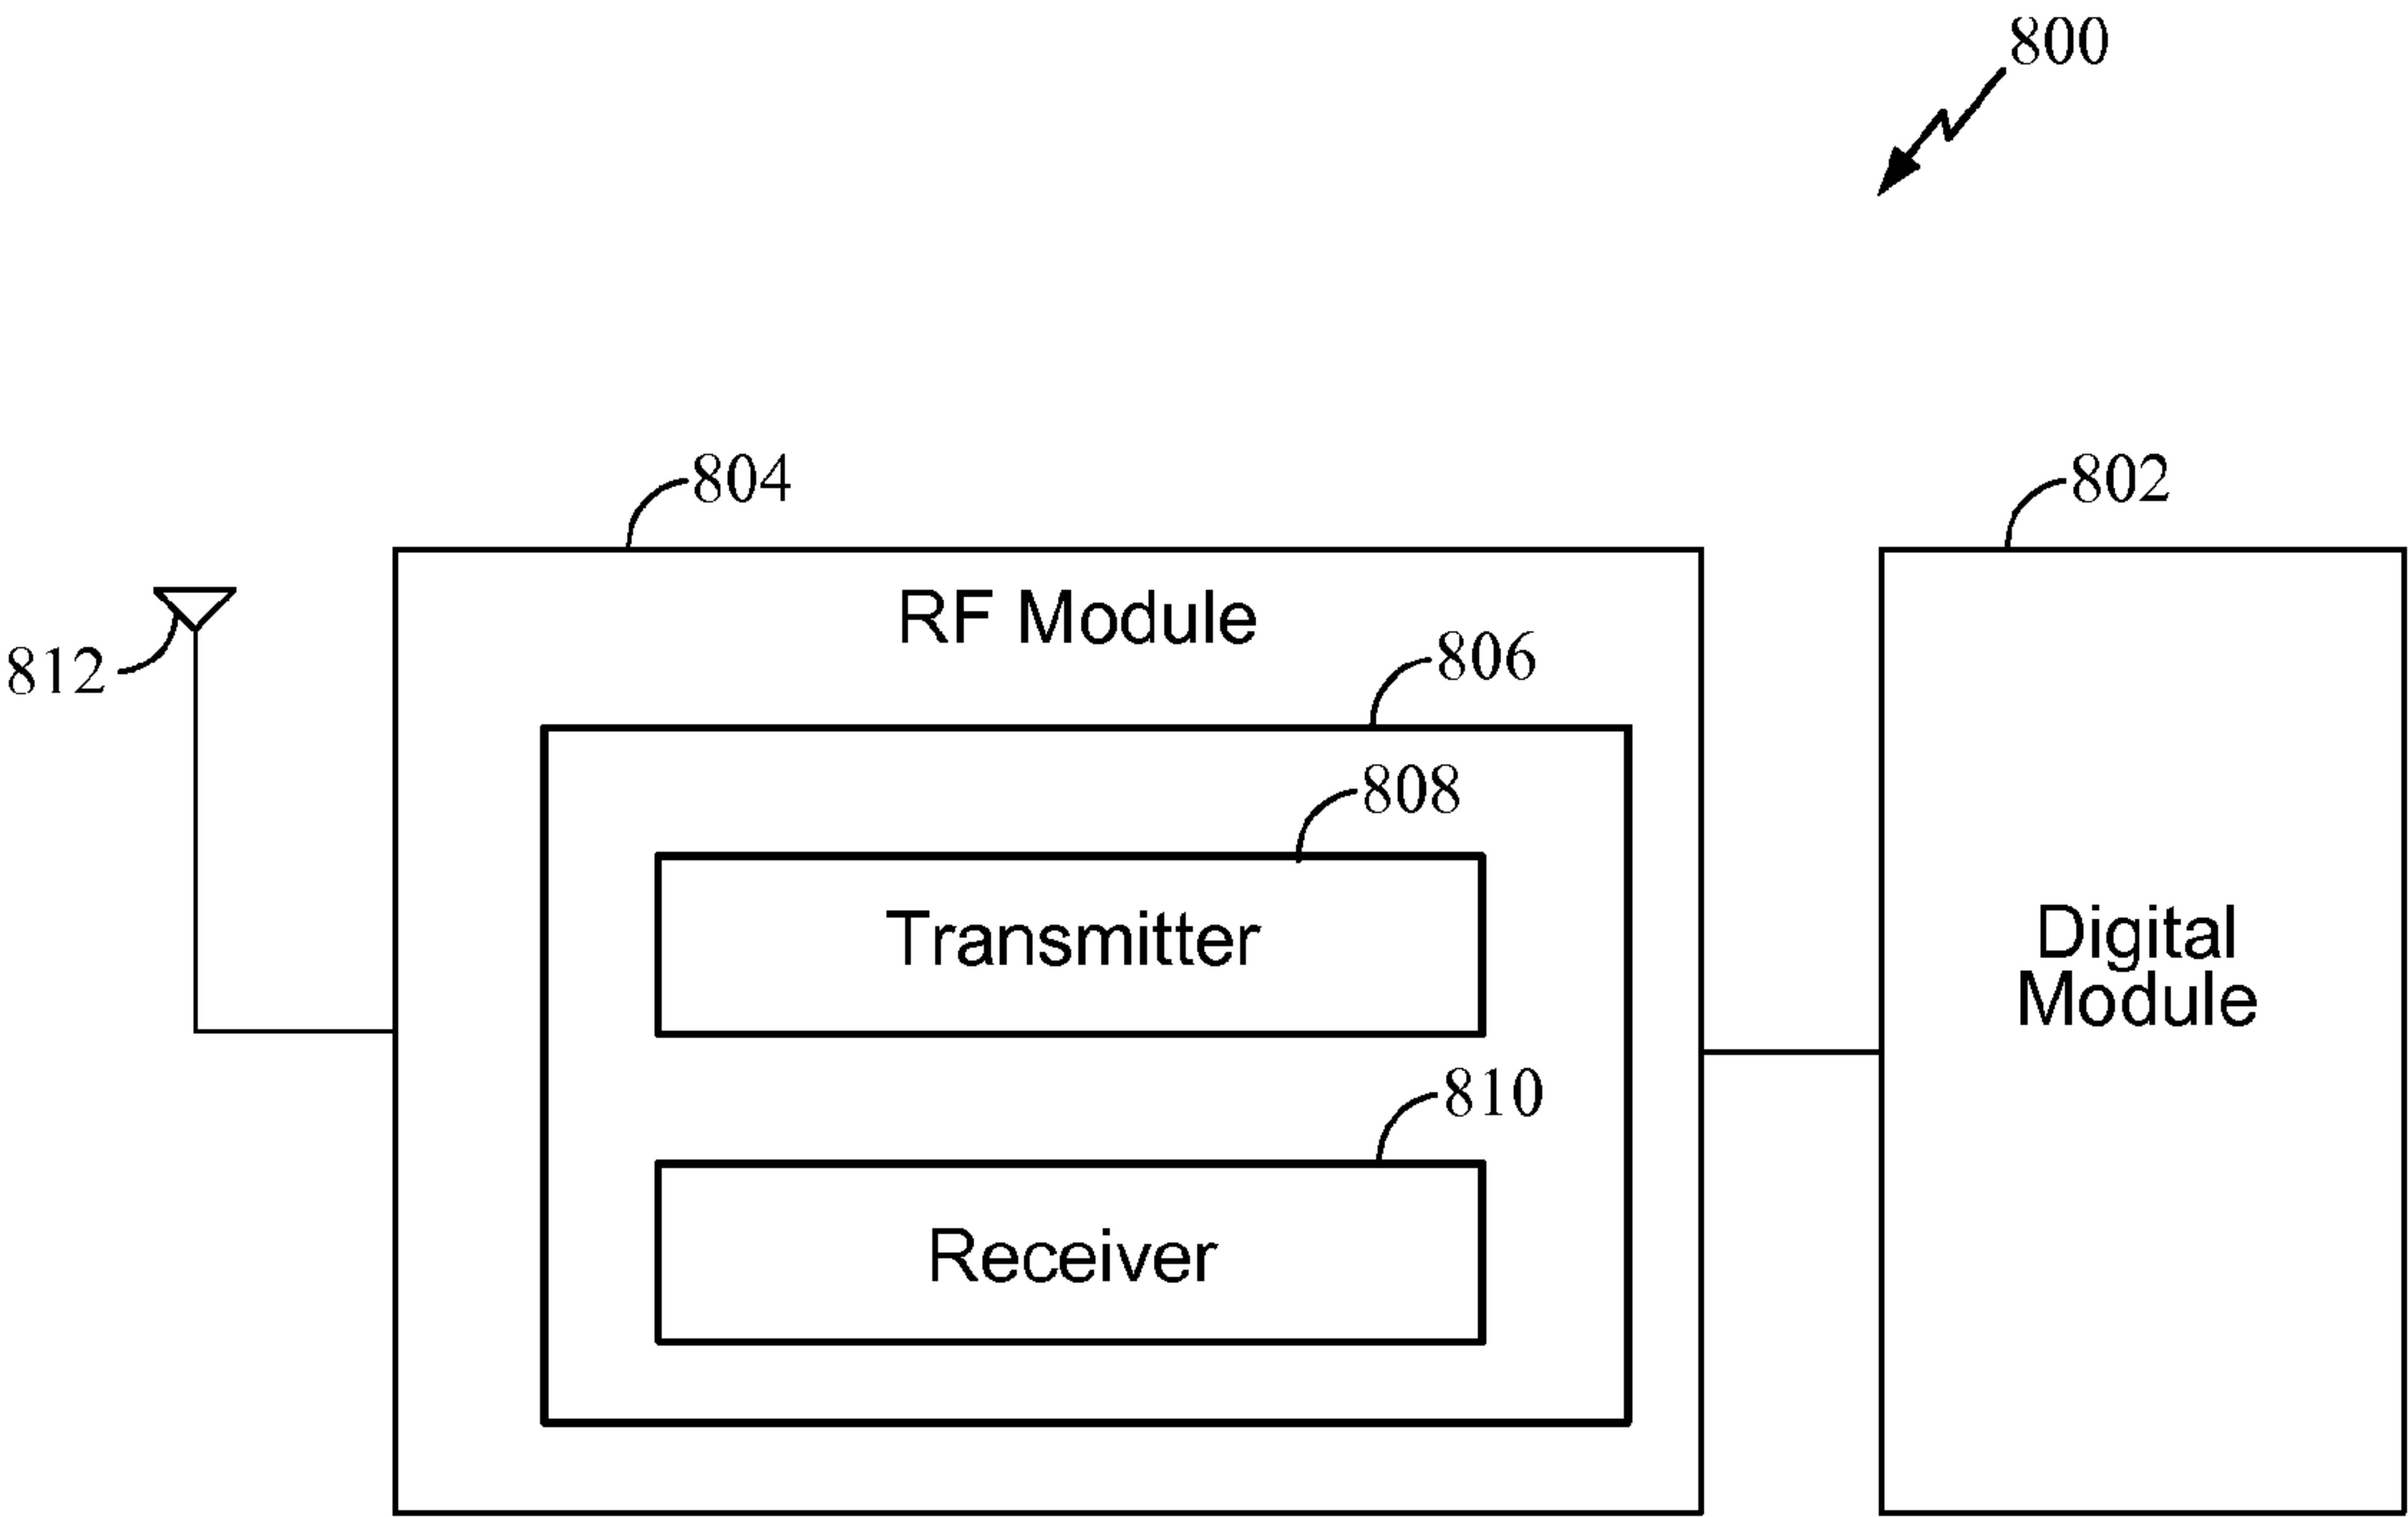 800
804
802
RF Module
812
806
808
Transmitter
Digital
Module
810
Receiver